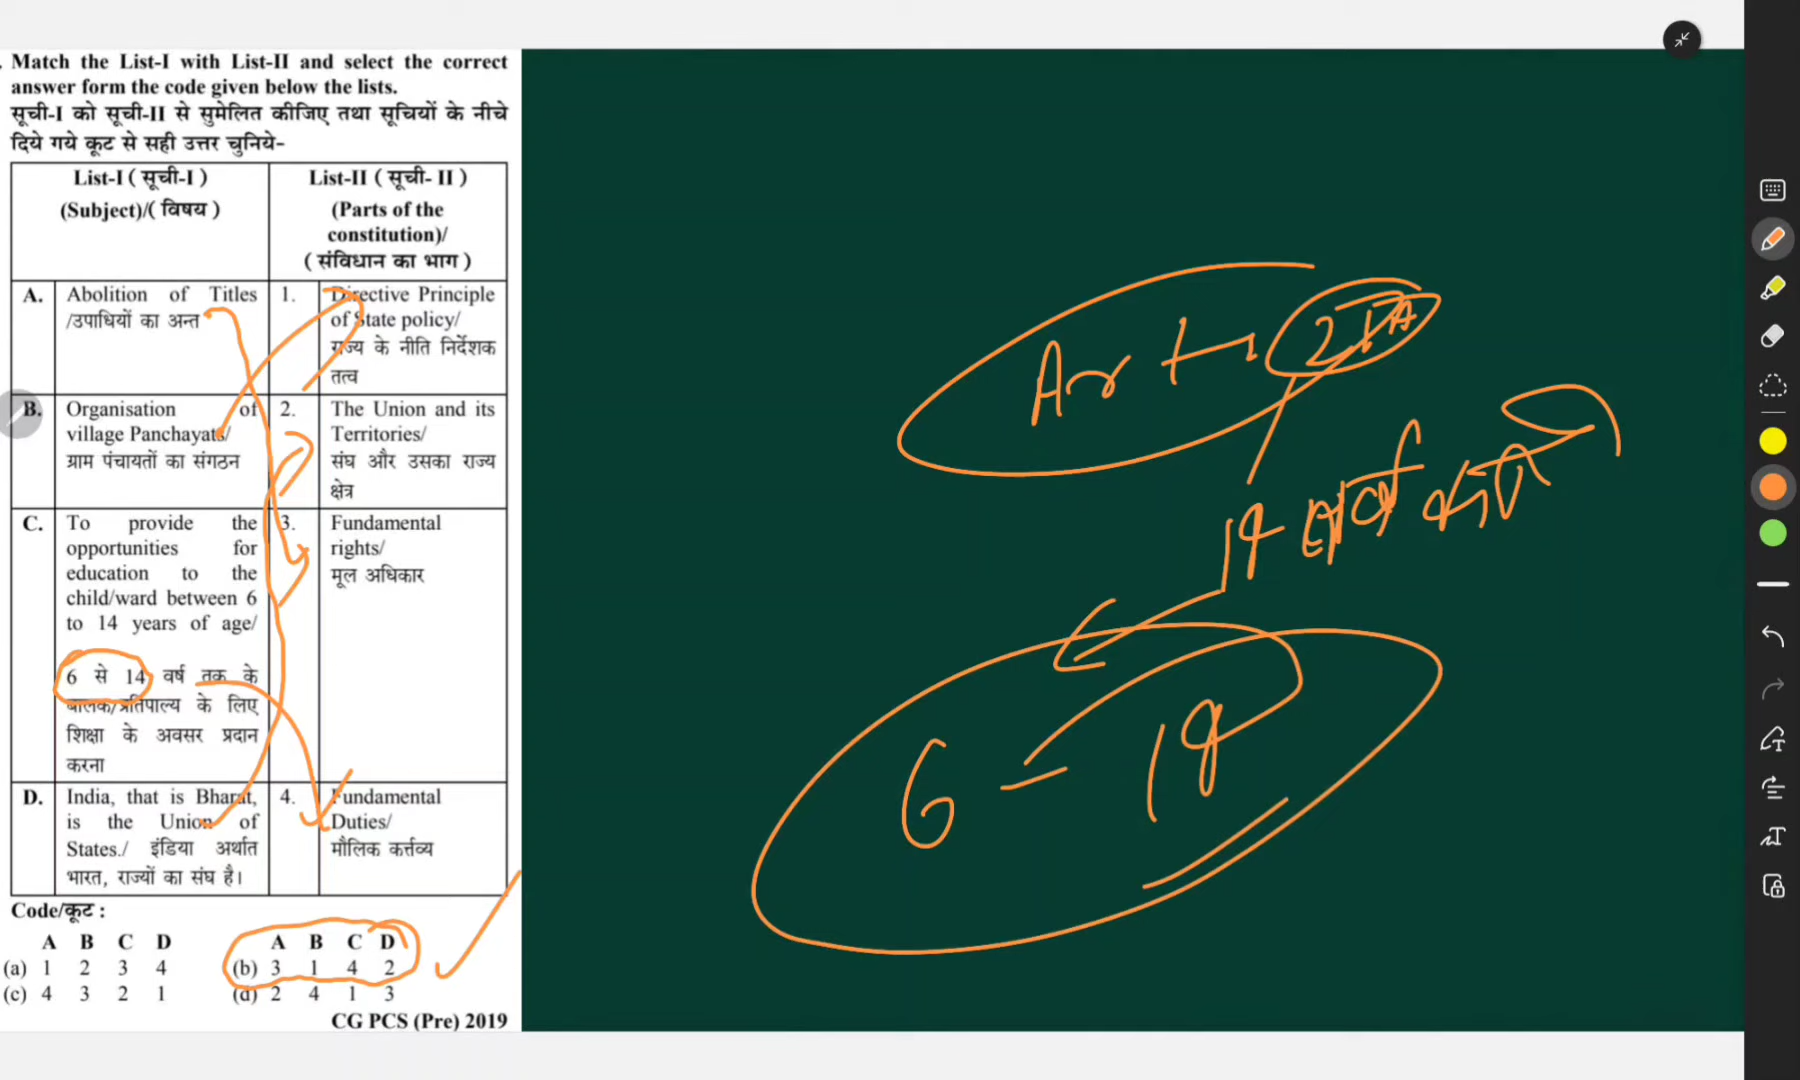 . Match the List-I with List-II and select the correct
answer form the code given below the lists.
सूची-I को सूची-II से सुमेलित कीजिए तथा सूचियों के नीचे
दिये गये कूट से सही उत्तर चुनिये-
List-I ( सूची-I )
(Subject)/( विषय )
List-II ( सूची- II )
(Parts of the
constitution)/
( संविधान का भाग )
A. Abolition of Titles
/उपाधियों का अन्त
1. Directive Principle
of State policy/
राज्य के नीति निर्देशक
तत्व
B. Organisation of
village Panchayats/
ग्राम पंचायतों का संगठन
2. The Union and its
Territories/
संघ और उसका राज्य
क्षेत्र
C. To provide the
opportunities for
education to the
child/ward between 6
to 14 years of age/
6 से 14 वर्ष तक के
बालक/प्रतिपाल्य के लिए
शिक्षा के अवसर प्रदान
करना
3. Fundamental
rights/
मूल अधिकार
D. India, that is Bharat,
is the Union of
States./ इंडिया अर्थात
भारत, राज्यों का संघ है।
4. Fundamental
Duties/
मौलिक कर्त्तव्य
Code/कूट :
A B C D
(a) 1 2 3 4
A B C D
(b) 3 1 4 2
(c) 4 3 2 1
(d) 2 4 1 3
CG PCS (Pre) 2019
Art 21A
6 - 14